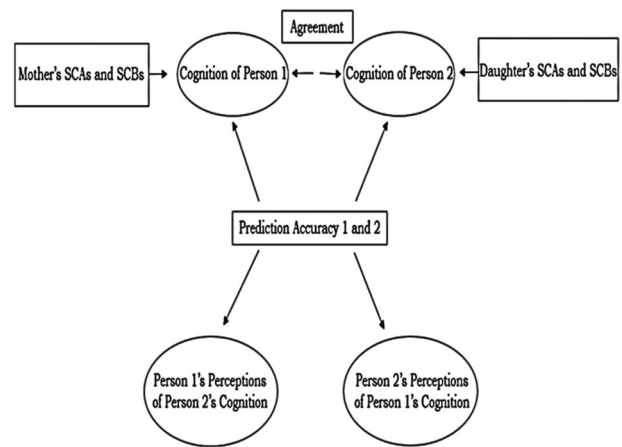 Agreement
Mother's SCAs and SCBs
Cognition of Person 1
Cognition of Person 2
Daughter's SCAs and SCBs
Prediction Accuracy 1 and 2
Person 1's Perceptions
of Person 2's Cognition
Person 2's Perceptions
of Person 1's Cognition